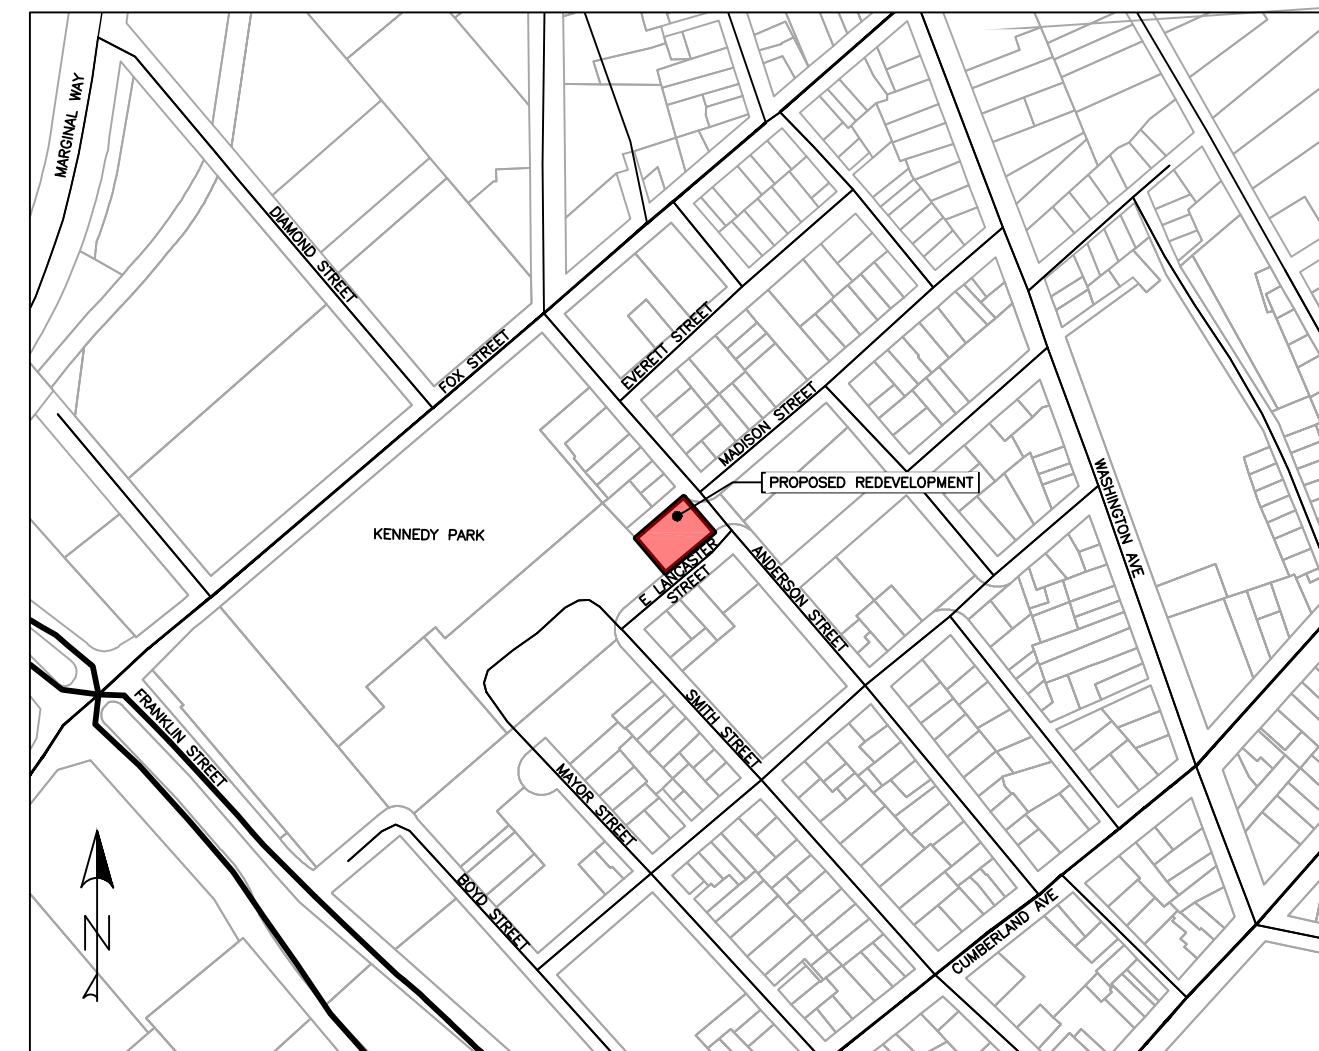 MARGINAL WAY
DIAMOND STREET
FOX STREET
EVERETT STREET
MADISON STREET
PROPOSED REDEVELOPMENT
KENNEDY PARK
WASHINGTON AVE
E. LANCASTER
STREET
ANDERSON STREET
FRANKLIN STREET
SMITH STREET
MAYOR STREET
BOYD STREET
CUMBERLAND AVE
N